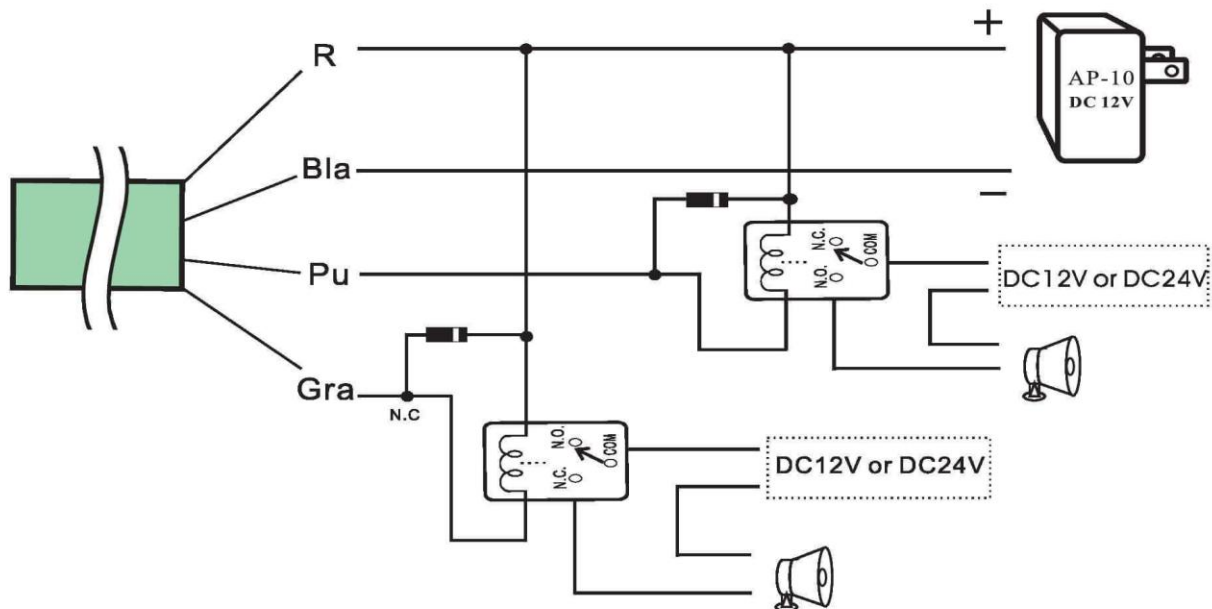 R
+
AP-10
DC 12V
Bla
−
Pu
N.C.
N.O.
COM
DC12V or DC24V
Gra
N.C
N.O.
N.C.
COM
DC12V or DC24V